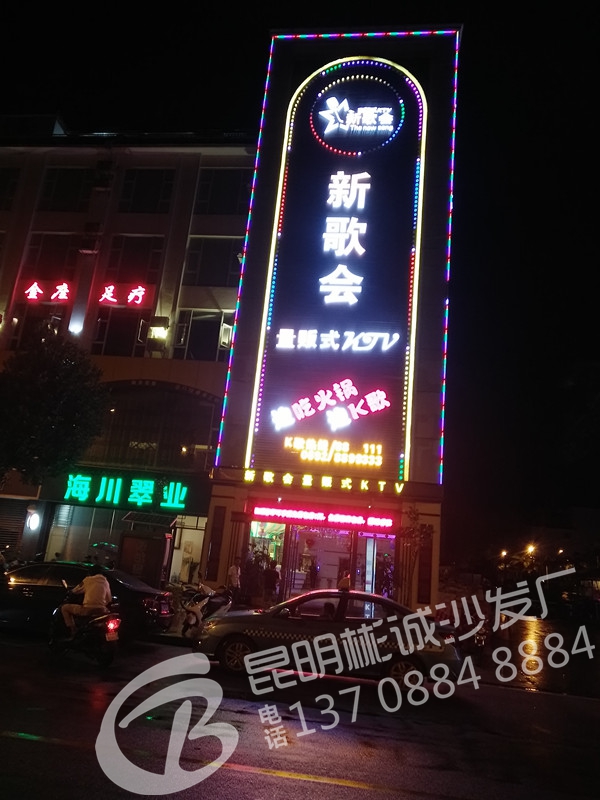 新歌会
The new song
新歌会
量贩式KTV
边吃火锅
边K歌
金座 足疗
海川翠业
新歌会量贩式KTV
昆明彬诚沙发厂
电话 137 0884 8884